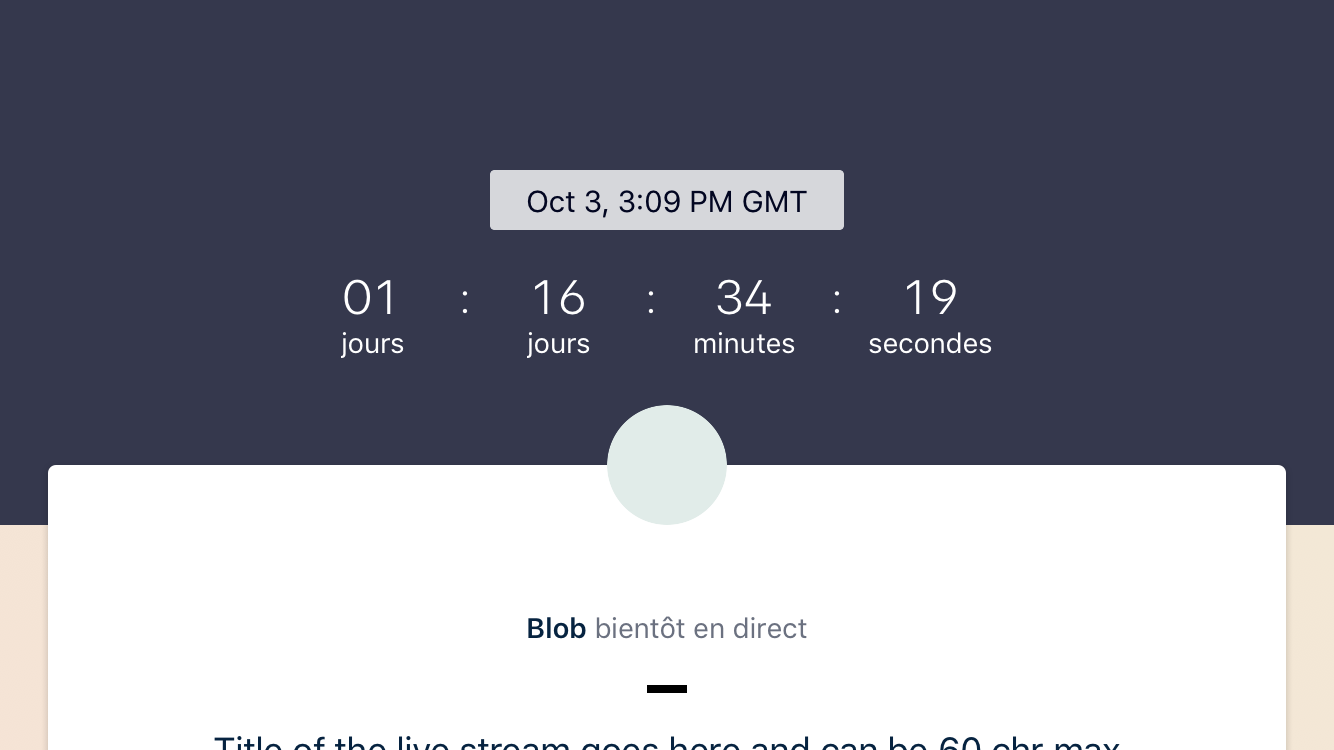 Oct 3, 3:09 PM GMT
01 : 16 : 34 : 19
jours jours minutes secondes
Blob bientôt en direct
Title of the live stream goes here and can be 60 chr max